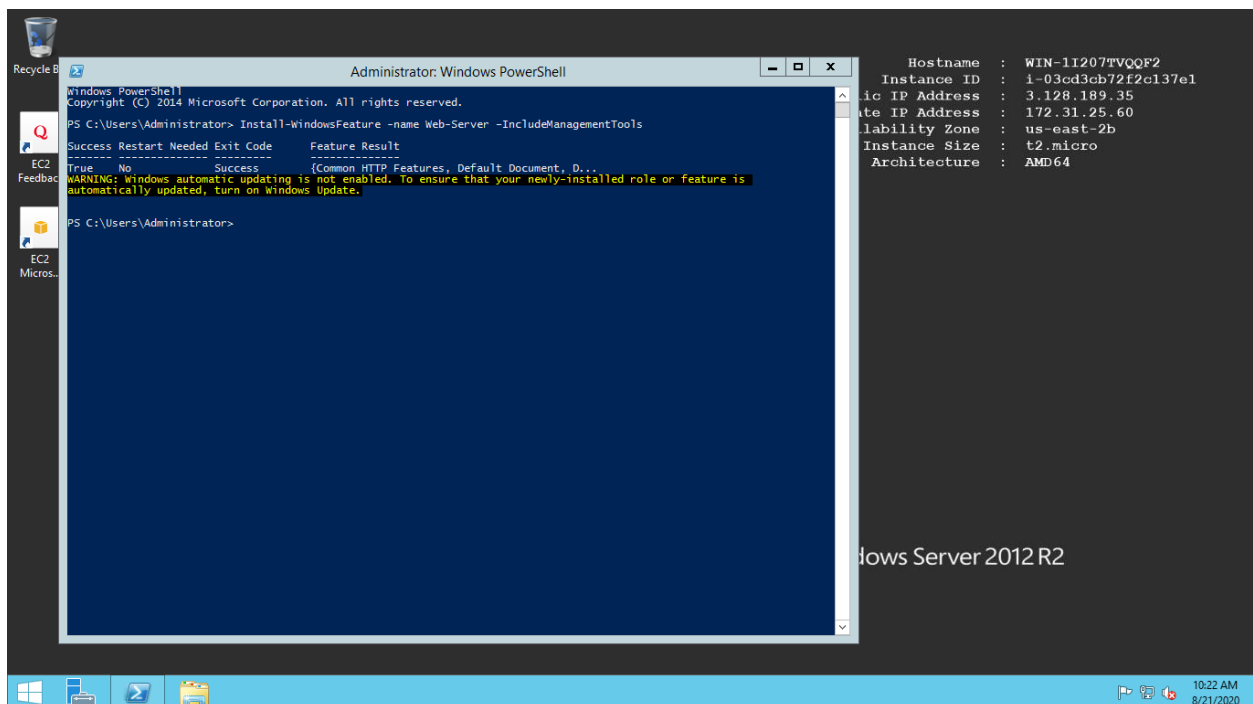 Recycle B
Administrator: Windows PowerShell
Windows PowerShell
Copyright (C) 2014 Microsoft Corporation. All rights reserved.
PS C:\Users\Administrator> Install-WindowsFeature -name Web-Server -IncludeManagementTools
Success Restart Needed Exit Code Feature Result
------- -------------- --------- --------------
True No Success {Common HTTP Features, Default Document, D...
WARNING: Windows automatic updating is not enabled. To ensure that your newly-installed role or feature is
automatically updated, turn on Windows Update.
PS C:\Users\Administrator>
Q
EC2
Feedbac
EC2
Micros..
Hostname : WIN-1I207TVQQF2
Instance ID : i-03cd3cb72f2c137e1
ic IP Address : 3.128.189.35
te IP Address : 172.31.25.60
lability Zone : us-east-2b
Instance Size : t2.micro
Architecture : AMD64
dows Server 2012 R2
10:22 AM
8/21/2020